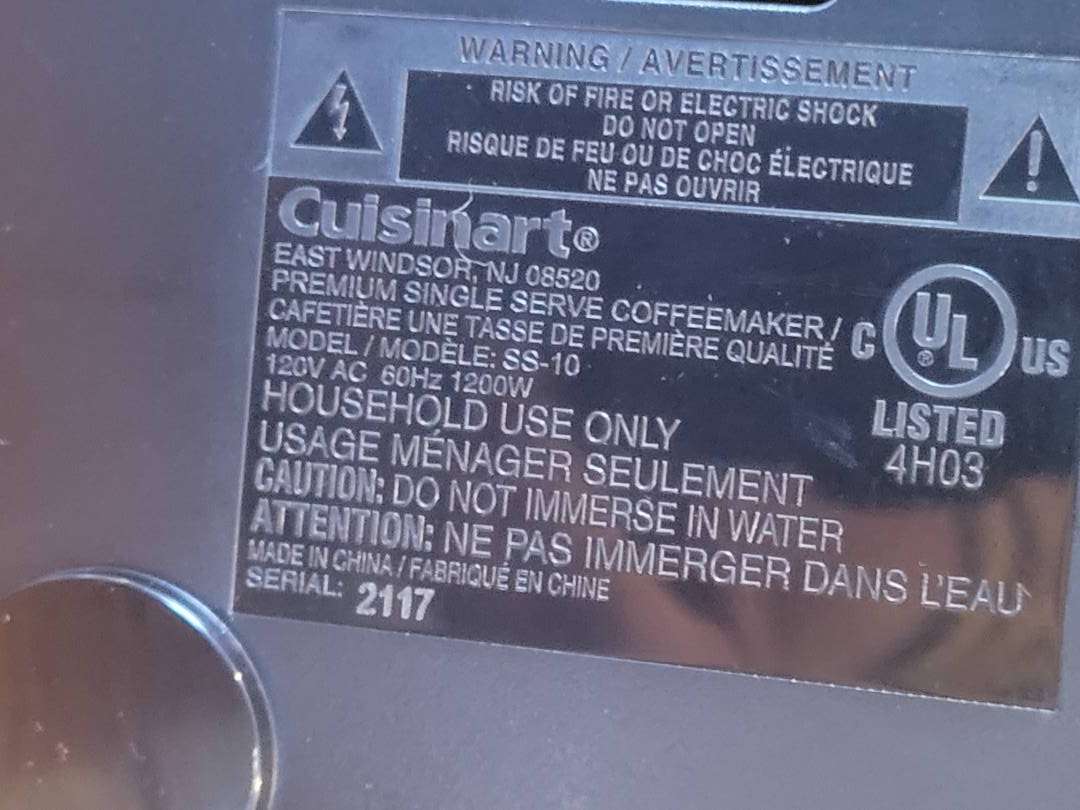 WARNING / AVERTISSEMENT
RISK OF FIRE OR ELECTRIC SHOCK
DO NOT OPEN
RISQUE DE FEU OU DE CHOC ÉLECTRIQUE
NE PAS OUVRIR
Cuisinart®
EAST WINDSOR, NJ 08520
PREMIUM SINGLE SERVE COFFEEMAKER /
CAFETIÈRE UNE TASSE DE PREMIÈRE QUALITÉ
MODEL / MODÈLE: SS-10
120V AC 60Hz 1200W
C UL® US
LISTED
4H03
HOUSEHOLD USE ONLY
USAGE MÉNAGER SEULEMENT
CAUTION: DO NOT IMMERSE IN WATER
ATTENTION: NE PAS IMMERGER DANS L'EAU
MADE IN CHINA / FABRIQUÉ EN CHINE
SERIAL: 2117